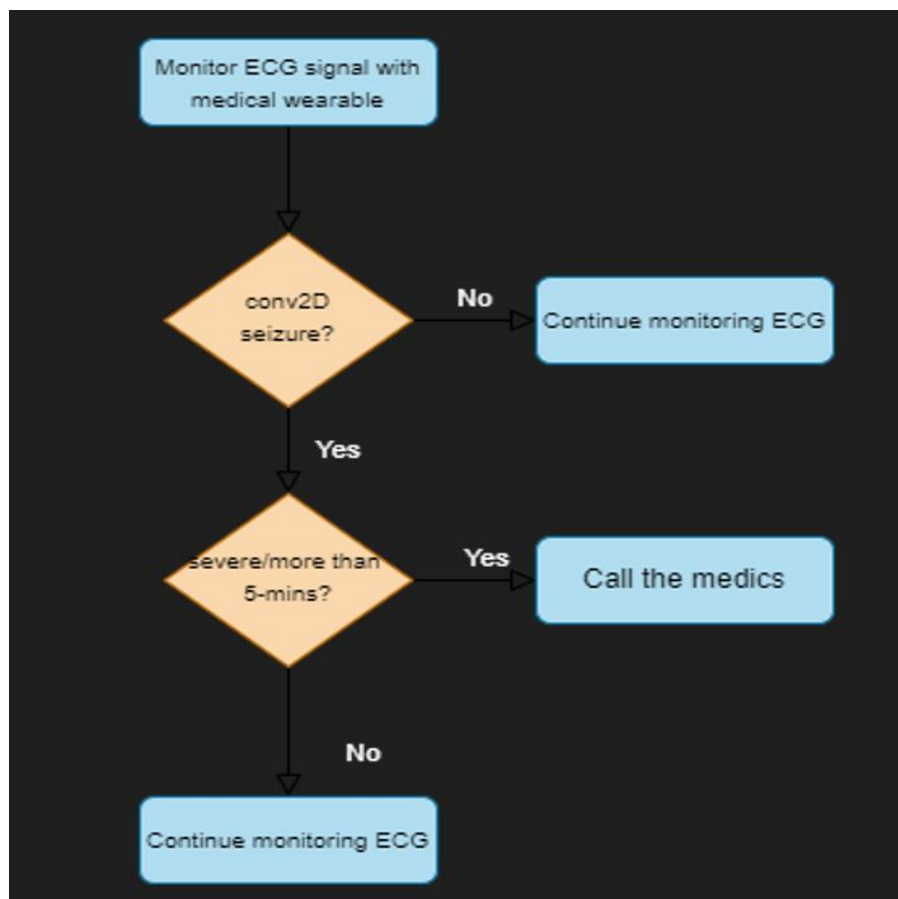 Monitor ECG signal with
medical wearable
conv2D
seizure?
No
Continue monitoring ECG
Yes
severe/more than
5-mins?
Yes
Call the medics
No
Continue monitoring ECG